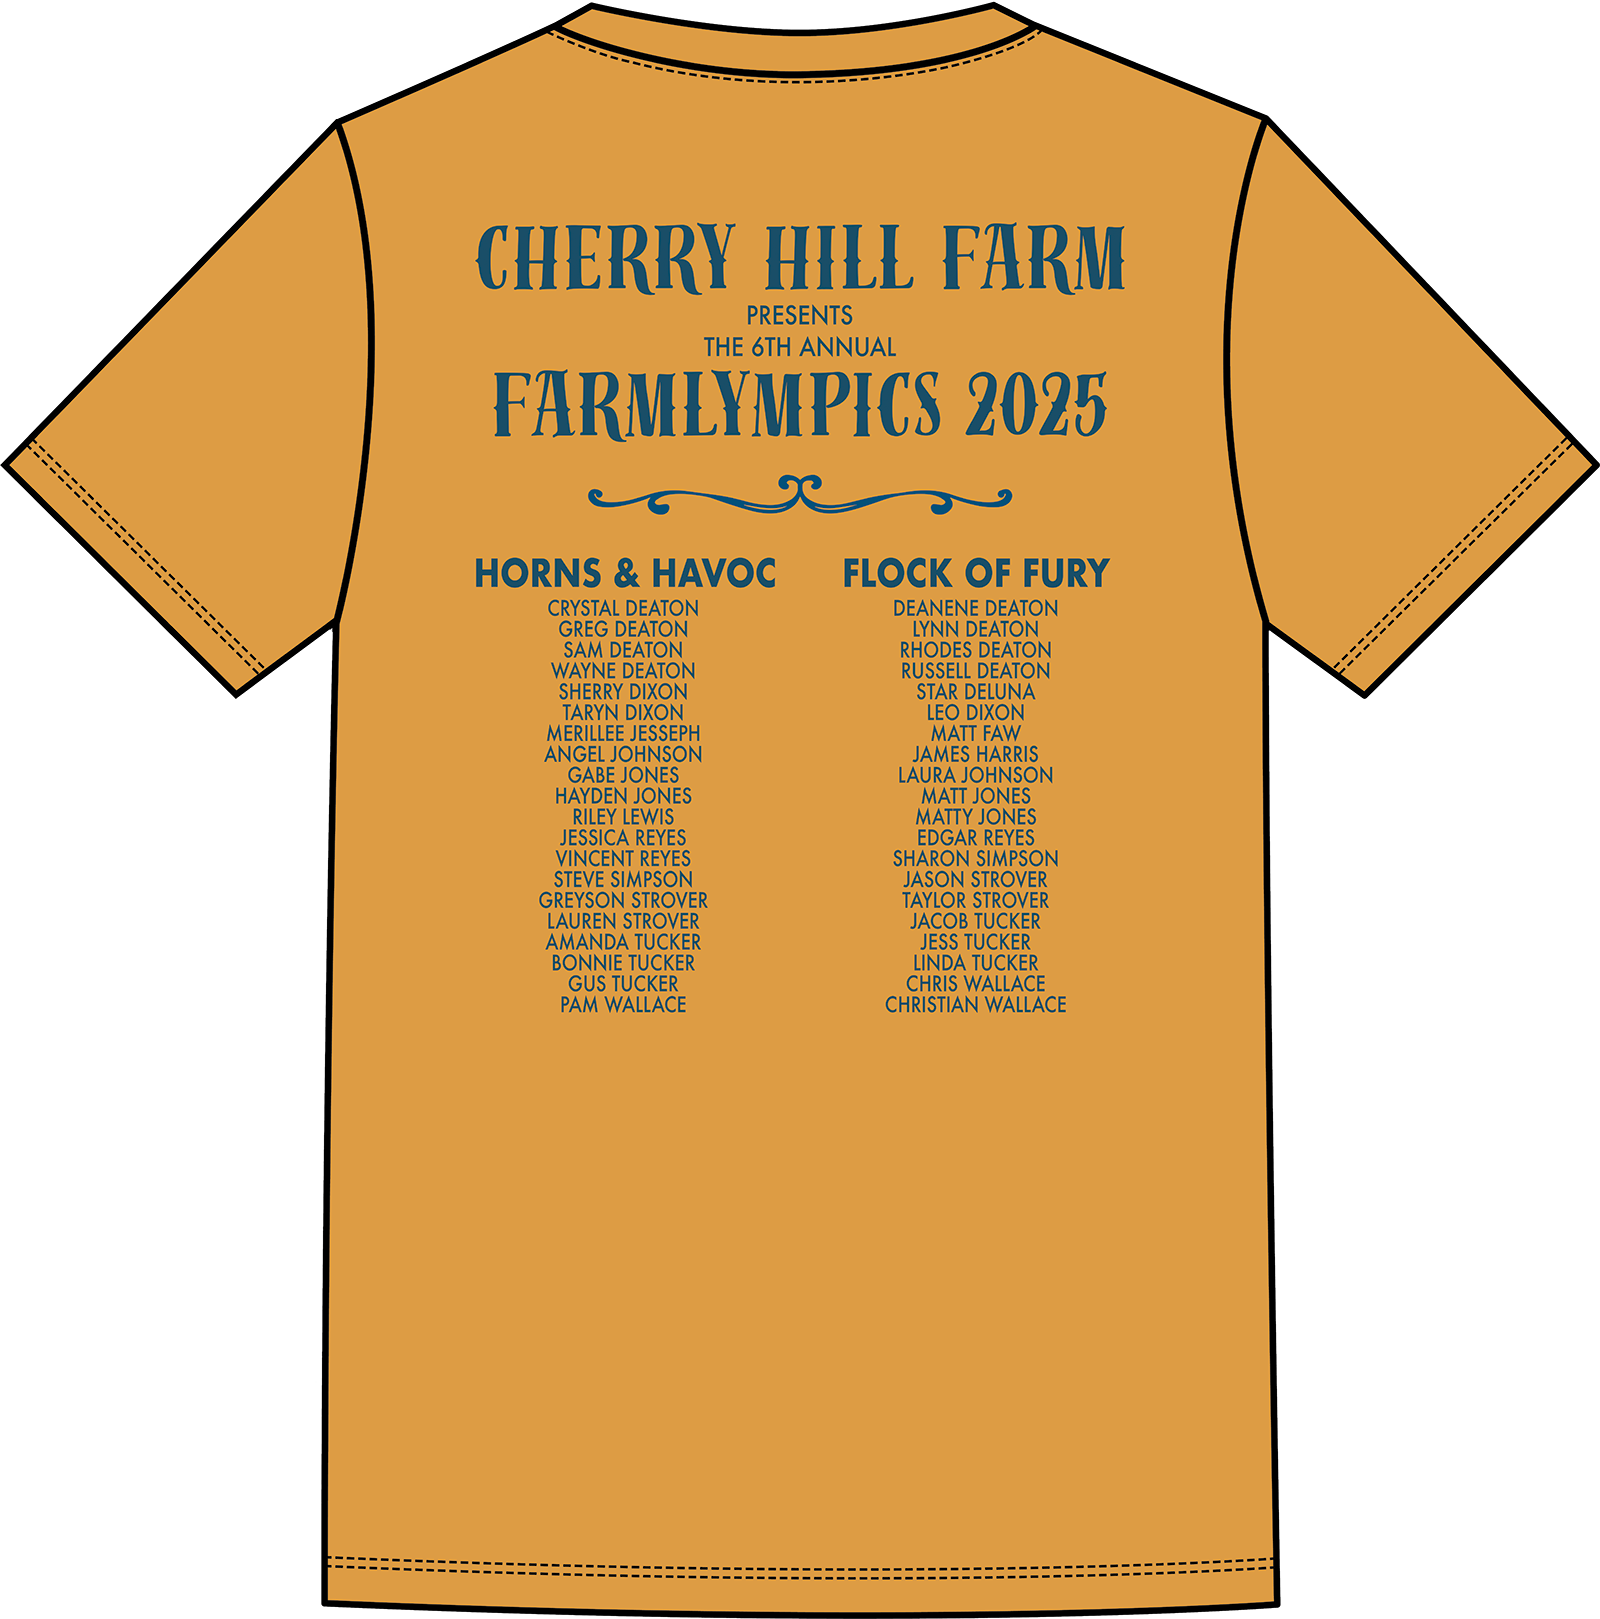 CHERRY HILL FARM
PRESENTS
THE 6TH ANNUAL
FARMLYMPICS 2025
HORNS & HAVOC
CRYSTAL DEATON
GREG DEATON
SAM DEATON
WAYNE DEATON
SHERRY DIXON
TARYN DIXON
MERILLEE JESSEPH
ANGEL JOHNSON
GABE JONES
HAYDEN JONES
RILEY LEWIS
JESSICA REYES
VINCENT REYES
STEVE SIMPSON
GREYSON STROVER
LAUREN STROVER
AMANDA TUCKER
BONNIE TUCKER
GUS TUCKER
PAM WALLACE
FLOCK OF FURY
DEANENE DEATON
LYNN DEATON
RHODES DEATON
RUSSELL DEATON
STAR DELUNA
LEO DIXON
MATT FAW
JAMES HARRIS
LAURA JOHNSON
MATT JONES
MATTY JONES
EDGAR REYES
SHARON SIMPSON
JASON STROVER
TAYLOR STROVER
JACOB TUCKER
JESS TUCKER
LINDA TUCKER
CHRIS WALLACE
CHRISTIAN WALLACE